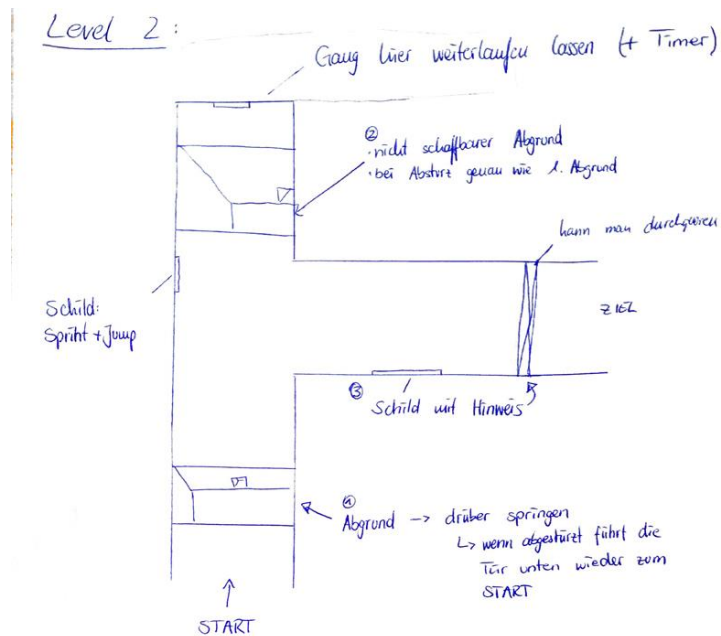 Level 2:
Gang hier weiterlaufen lassen (+ Timer)
②
• nicht schaffbarer Abgrund
• bei Absturz genau wie 1. Abgrund
kann man durchqueren
Schild:
Sprint + Jump
ZIEL
③
Schild mit Hinweis
①
Abgrund -> drüber springen
↳ wenn abgestürzt führt die
Tür unten wieder zum
START
START